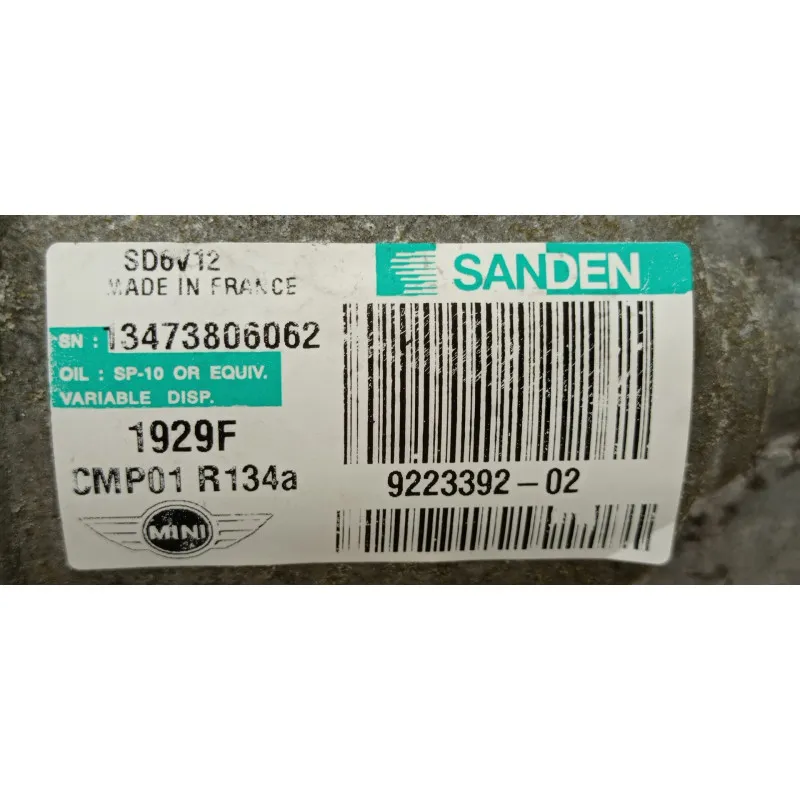 SD6V12
MADE IN FRANCE
SANDEN
SN : 13473806062
OIL : SP-10 OR EQUIV.
VARIABLE DISP.
1929F
CMP01 R134a
9223392-02
MINI